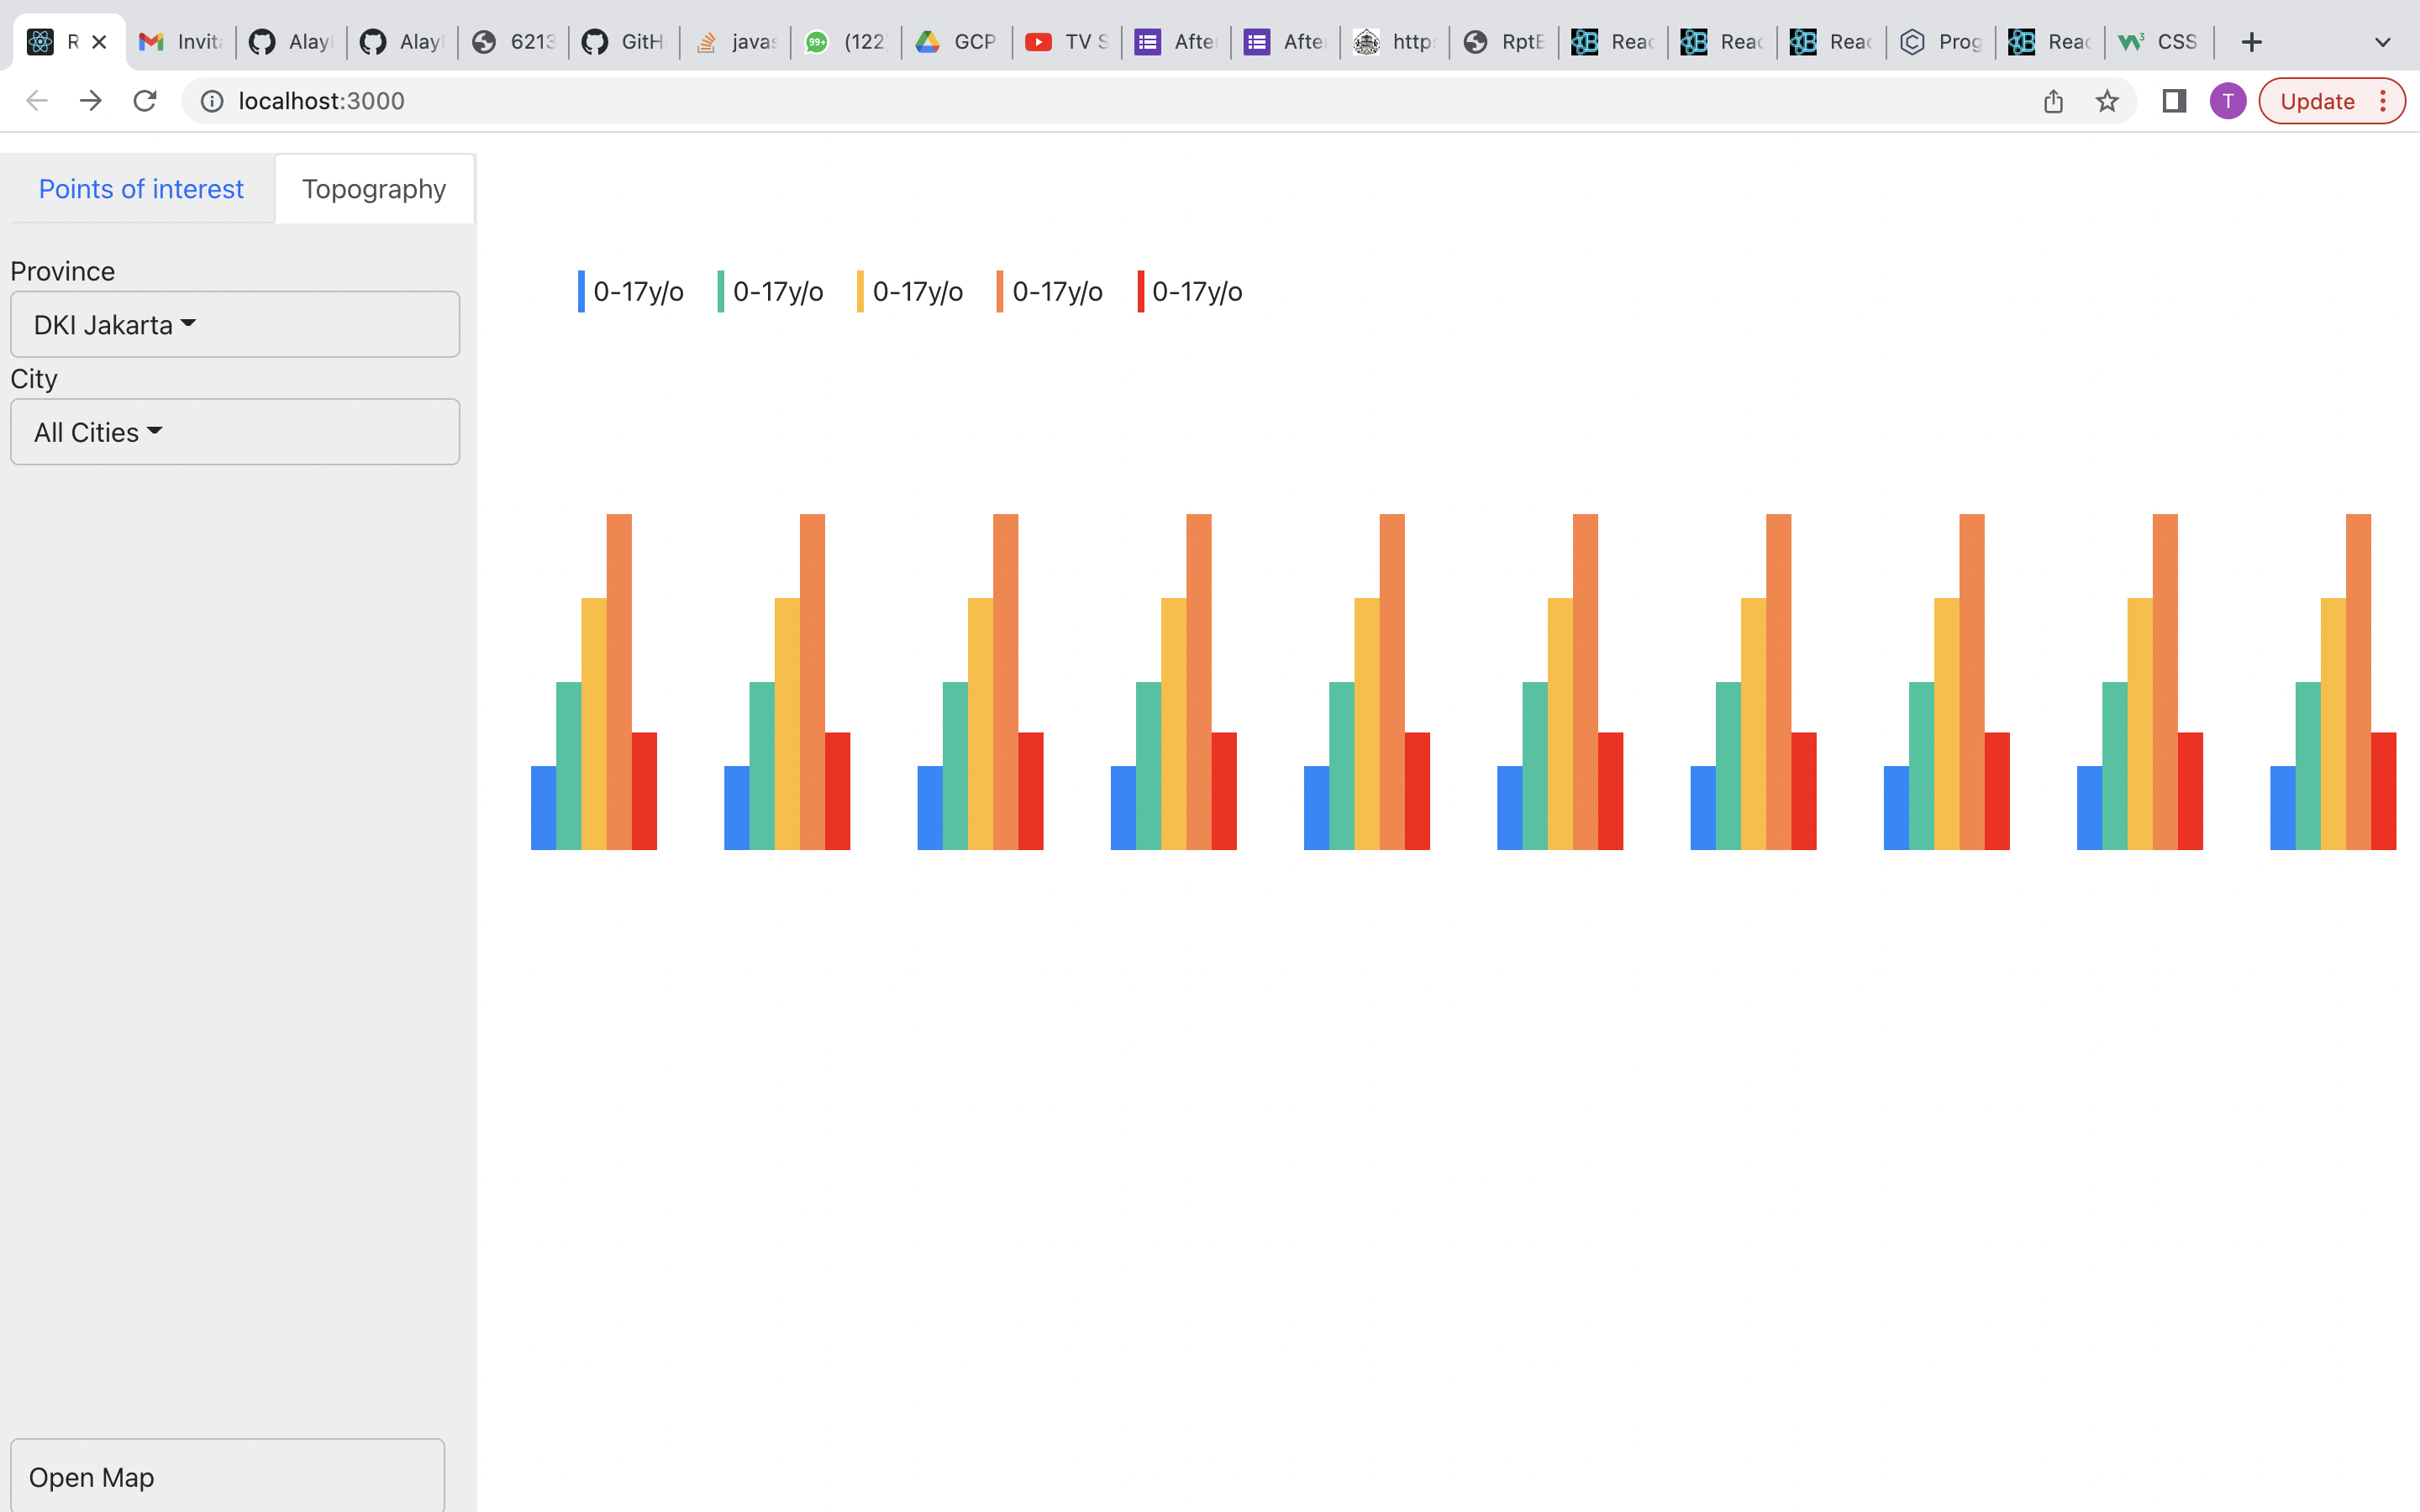 R Invit Alay Alay 6213 GitH javas 99+ (122 GCP TV S Afte Afte http RptE Reac Reac Reac Prog Reac CSS
localhost:3000 T Update
Points of interest Topography
Province
DKI Jakarta
City
All Cities
0-17y/o 0-17y/o 0-17y/o 0-17y/o 0-17y/o
Open Map